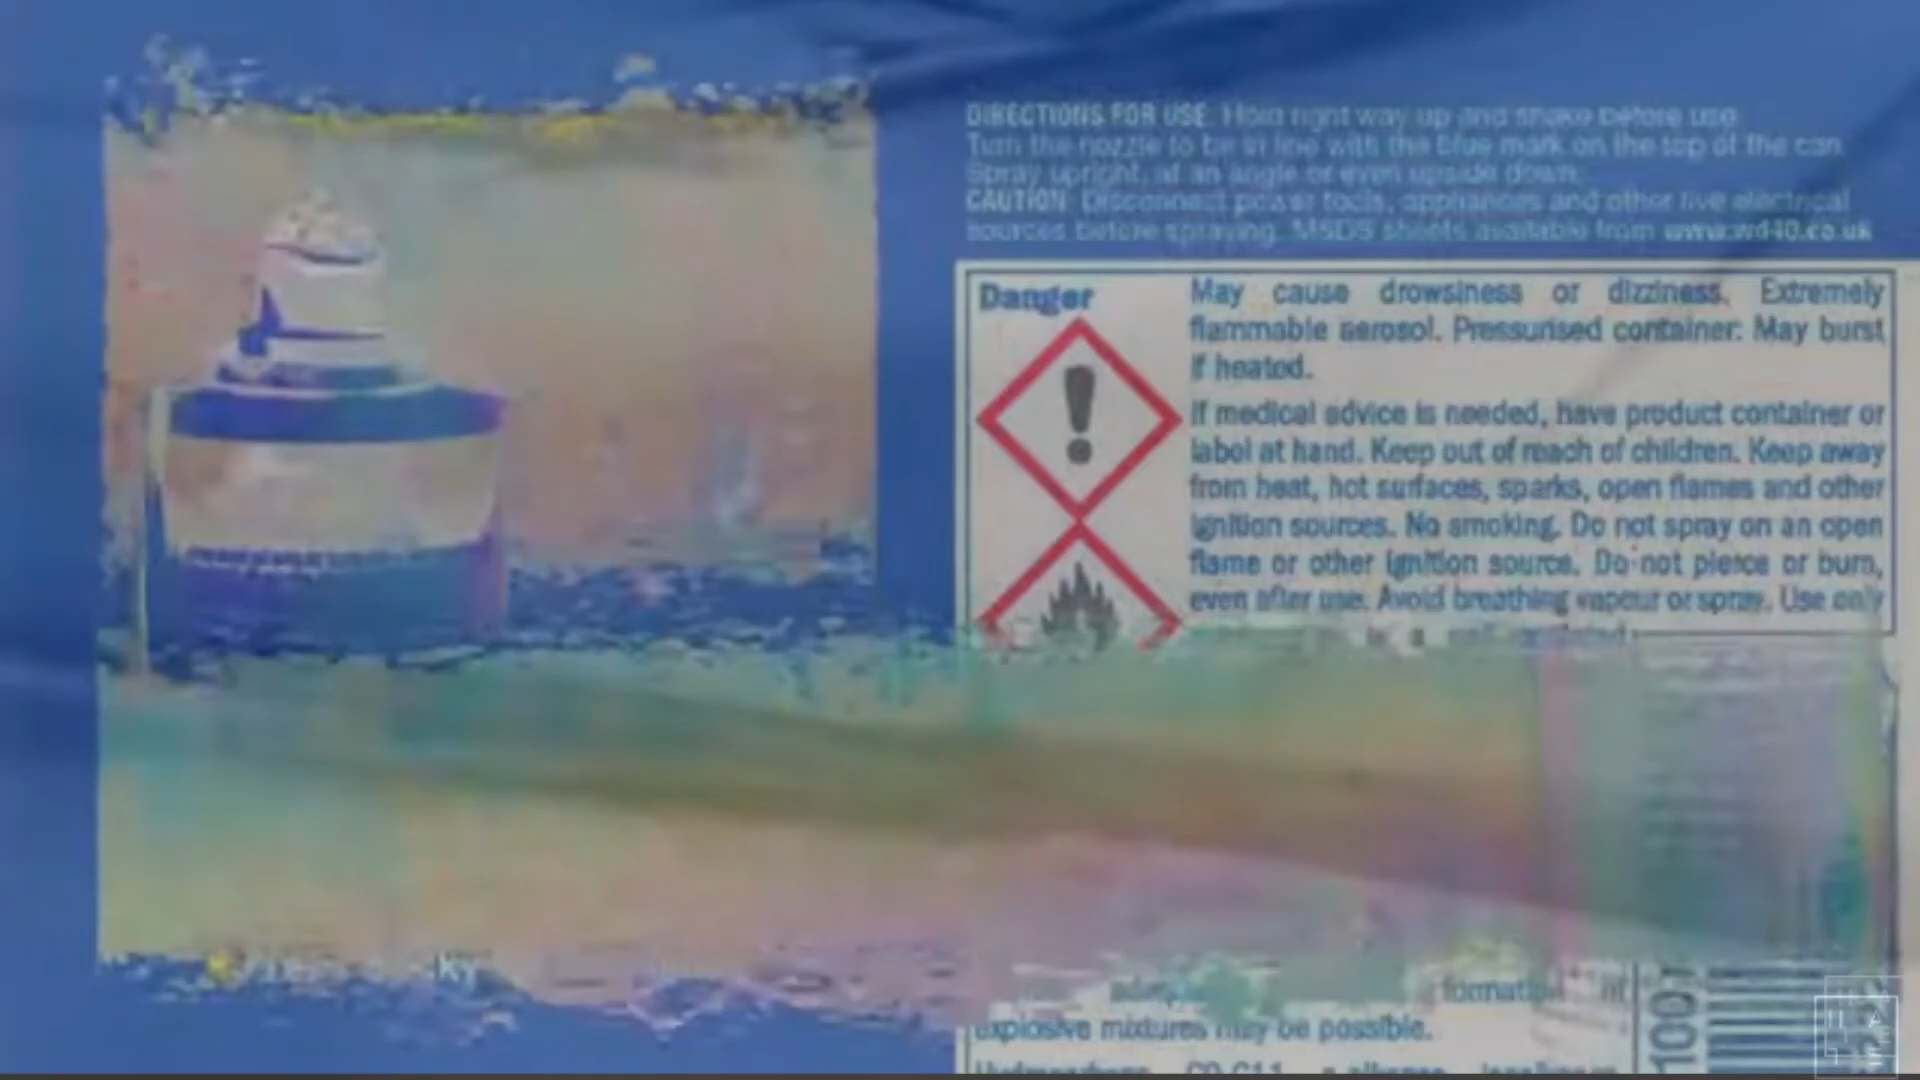 DIRECTIONS FOR USE: Hold right way up and shake before use.
Turn the nozzle to be in line with the blue mark on the top of the can.
Spray upright, at an angle or even upside down.
CAUTION: Disconnect power tools, appliances and other live electrical
sources before spraying. MSDS sheets available from www.wd40.co.uk
Danger
May cause drowsiness or dizziness. Extremely
flammable aerosol. Pressurised container: May burst
if heated.
If medical advice is needed, have product container or
label at hand. Keep out of reach of children. Keep away
from heat, hot surfaces, sparks, open flames and other
ignition sources. No smoking. Do not spray on an open
flame or other ignition source. Do not pierce or burn,
even after use. Avoid breathing vapour or spray. Use only
explosive mixtures may be possible.
100